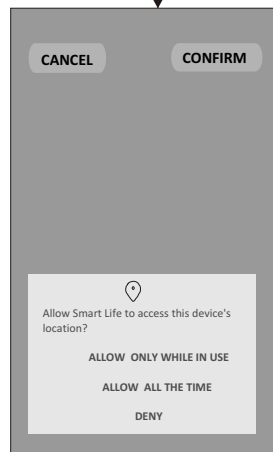 CANCEL
CONFIRM
Allow Smart Life to access this device's
location?
ALLOW ONLY WHILE IN USE
ALLOW ALL THE TIME
DENY